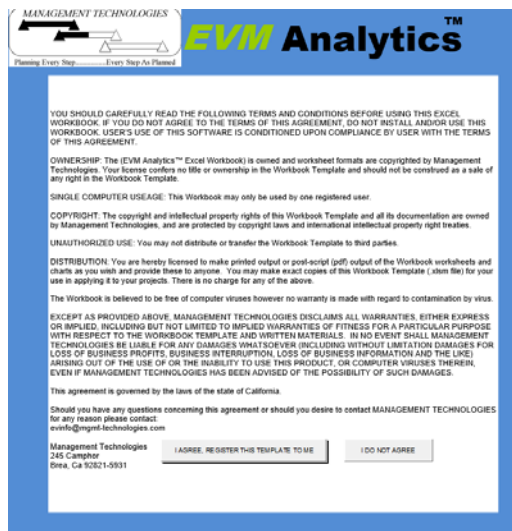 MANAGEMENT TECHNOLOGIES
Planning Every Step..............Every Step As Planned
EVM Analytics™
YOU SHOULD CAREFULLY READ THE FOLLOWING TERMS AND CONDITIONS BEFORE USING THIS EXCEL
WORKBOOK. IF YOU DO NOT AGREE TO THE TERMS OF THIS AGREEMENT, DO NOT INSTALL AND/OR USE THIS
WORKBOOK. USER'S USE OF THIS SOFTWARE IS CONDITIONED UPON COMPLIANCE BY USER WITH THE TERMS
OF THIS AGREEMENT.
OWNERSHIP: The (EVM Analytics™ Excel Workbook) is owned and worksheet formats are copyrighted by Management
Technologies. Your license confers no title or ownership in the Workbook Template and should not be construed as a sale of
any right in the Workbook Template.
SINGLE COMPUTER USEAGE: This Workbook may only be used by one registered user.
COPYRIGHT: The copyright and intellectual property rights of this Workbook Template and all its documentation are owned
by Management Technologies, and are protected by copyright laws and international intellectual property right treaties.
UNAUTHORIZED USE: You may not distribute or transfer the Workbook Template to third parties.
DISTRIBUTION: You are hereby licensed to make printed output or post-script (pdf) output of the Workbook worksheets and
charts as you wish and provide these to anyone. You may make exact copies of this Workbook Template (.xlsm file) for your
use in applying it to your projects. There is no charge for any of the above.
The Workbook is believed to be free of computer viruses however no warranty is made with regard to contamination by virus.
EXCEPT AS PROVIDED ABOVE, MANAGEMENT TECHNOLOGIES DISCLAIMS ALL WARRANTIES, EITHER EXPRESS
OR IMPLIED, INCLUDING BUT NOT LIMITED TO IMPLIED WARRANTIES OF FITNESS FOR A PARTICULAR PURPOSE
WITH RESPECT TO THE WORKBOOK TEMPLATE AND WRITTEN MATERIALS. IN NO EVENT SHALL MANAGEMENT
TECHNOLOGIES BE LIABLE FOR ANY DAMAGES WHATSOEVER (INCLUDING WITHOUT LIMITATION DAMAGES FOR
LOSS OF BUSINESS PROFITS, BUSINESS INTERRUPTION, LOSS OF BUSINESS INFORMATION AND THE LIKE)
ARISING OUT OF THE USE OF OR THE INABILITY TO USE THIS PRODUCT, OR COMPUTER VIRUSES THEREIN,
EVEN IF MANAGEMENT TECHNOLOGIES HAS BEEN ADVISED OF THE POSSIBILITY OF SUCH DAMAGES.
This agreement is governed by the laws of the state of California.
Should you have any questions concerning this agreement or should you desire to contact MANAGEMENT TECHNOLOGIES
for any reason please contact:
evinfo@mgmt-technologies.com
Management Technologies
245 Camphor
Brea, Ca 92821-5931
I AGREE, REGISTER THIS TEMPLATE TO ME
I DO NOT AGREE